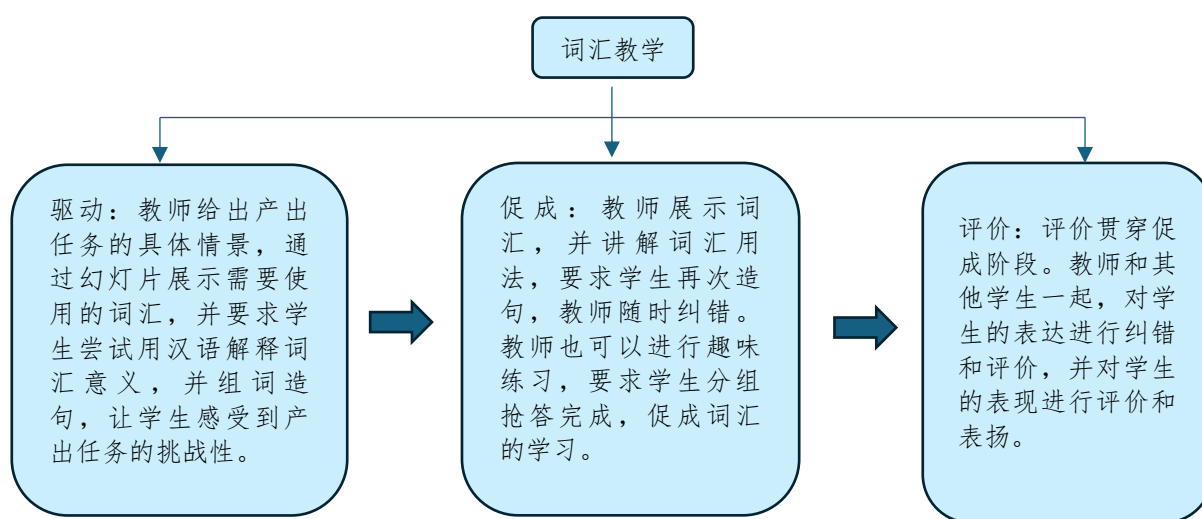 词汇教学
驱动：教师给出产出
任务的具体情景，通
过幻灯片展示需要使
用的词汇，并要求学
生尝试用汉语解释词
汇意义，并组词造
句，让学生感受到产
出任务的挑战性。
促成：教师展示词
汇，并讲解词汇用
法，要求学生再次造
句，教师随时纠错。
教师也可以进行趣味
练习，要求学生分组
抢答完成，促成词汇
的学习。
评价：评价贯穿促
成阶段。教师和其
他学生一起，对学
生的表达进行纠错
和评价，并对学生
的表现进行评价和
表扬。